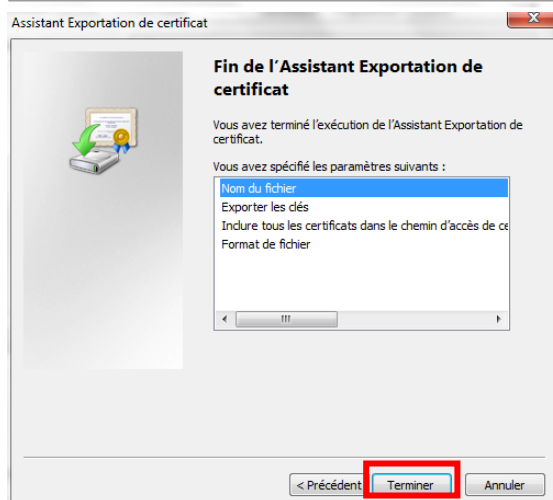 Assistant Exportation de certificat
Fin de l'Assistant Exportation de
certificat
Vous avez terminé l'exécution de l'Assistant Exportation de
certificat.
Vous avez spécifié les paramètres suivants :
Nom du fichier
Exporter les clés
Inclure tous les certificats dans le chemin d'accès de ce
Format de fichier
< Précédent
Terminer
Annuler